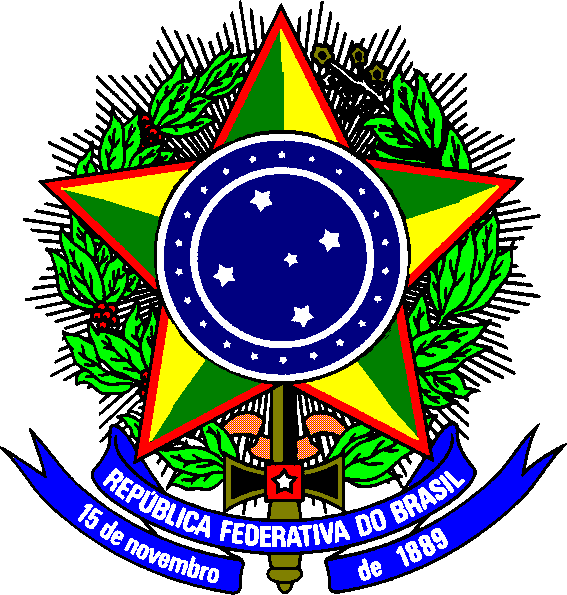 REPÚBLICA FEDERATIVA DO BRASIL
15 de novembro de 1889